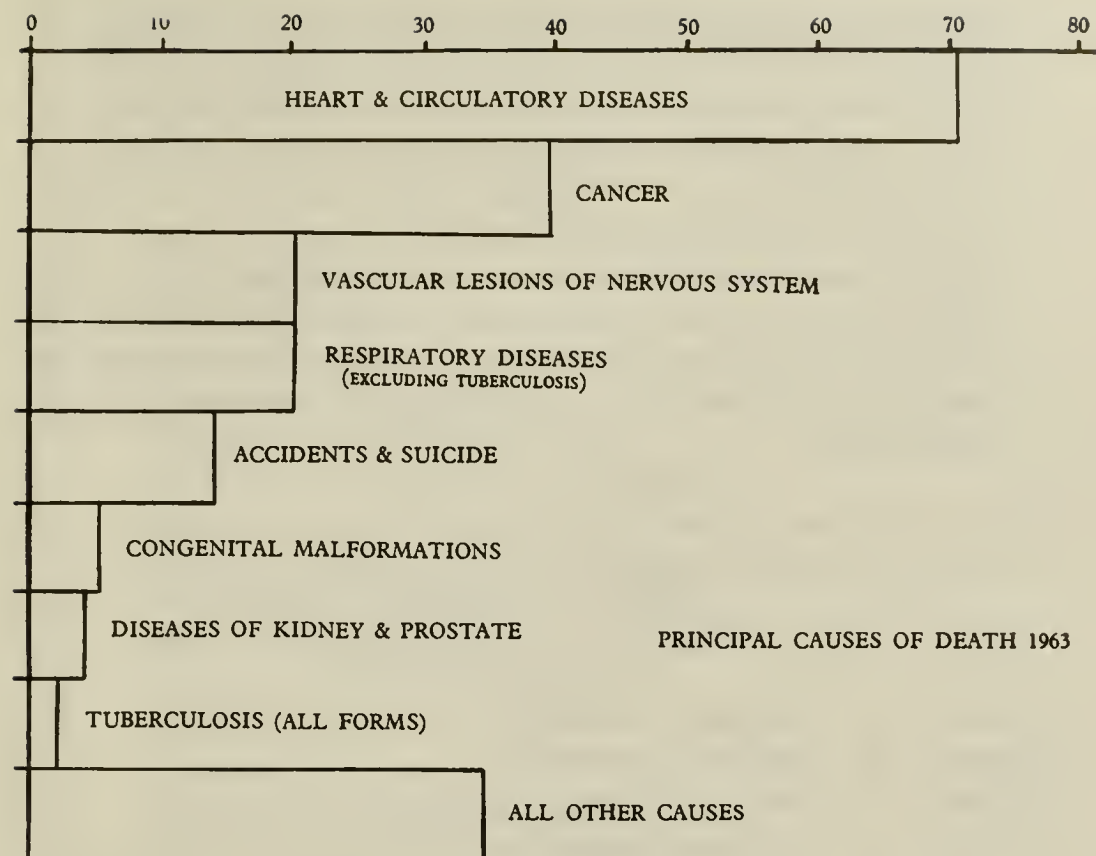 0 10 20 30 40 50 60 70 80
HEART & CIRCULATORY DISEASES
CANCER
VASCULAR LESIONS OF NERVOUS SYSTEM
RESPIRATORY DISEASES
(EXCLUDING TUBERCULOSIS)
ACCIDENTS & SUICIDE
CONGENITAL MALFORMATIONS
DISEASES OF KIDNEY & PROSTATE
PRINCIPAL CAUSES OF DEATH 1963
TUBERCULOSIS (ALL FORMS)
ALL OTHER CAUSES